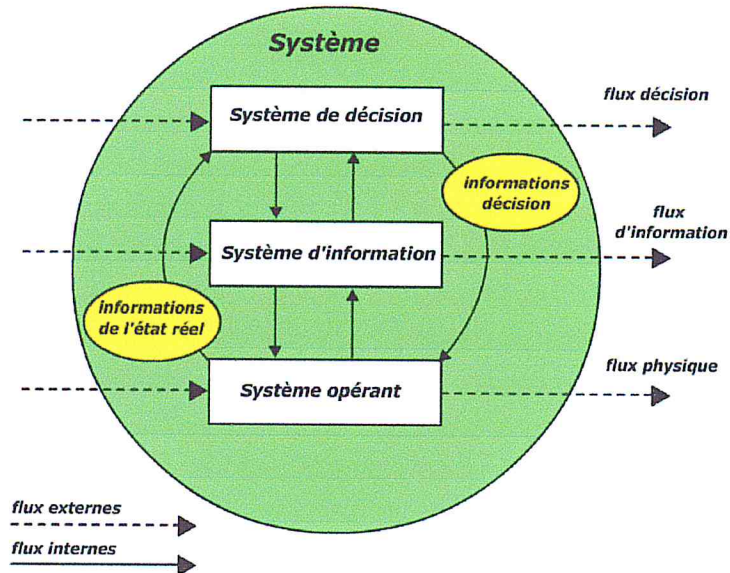 Système
flux décision
Système de décision
informations
décision
flux
d'information
Système d'information
informations
de l'état réel
flux physique
Système opérant
flux externes
flux internes